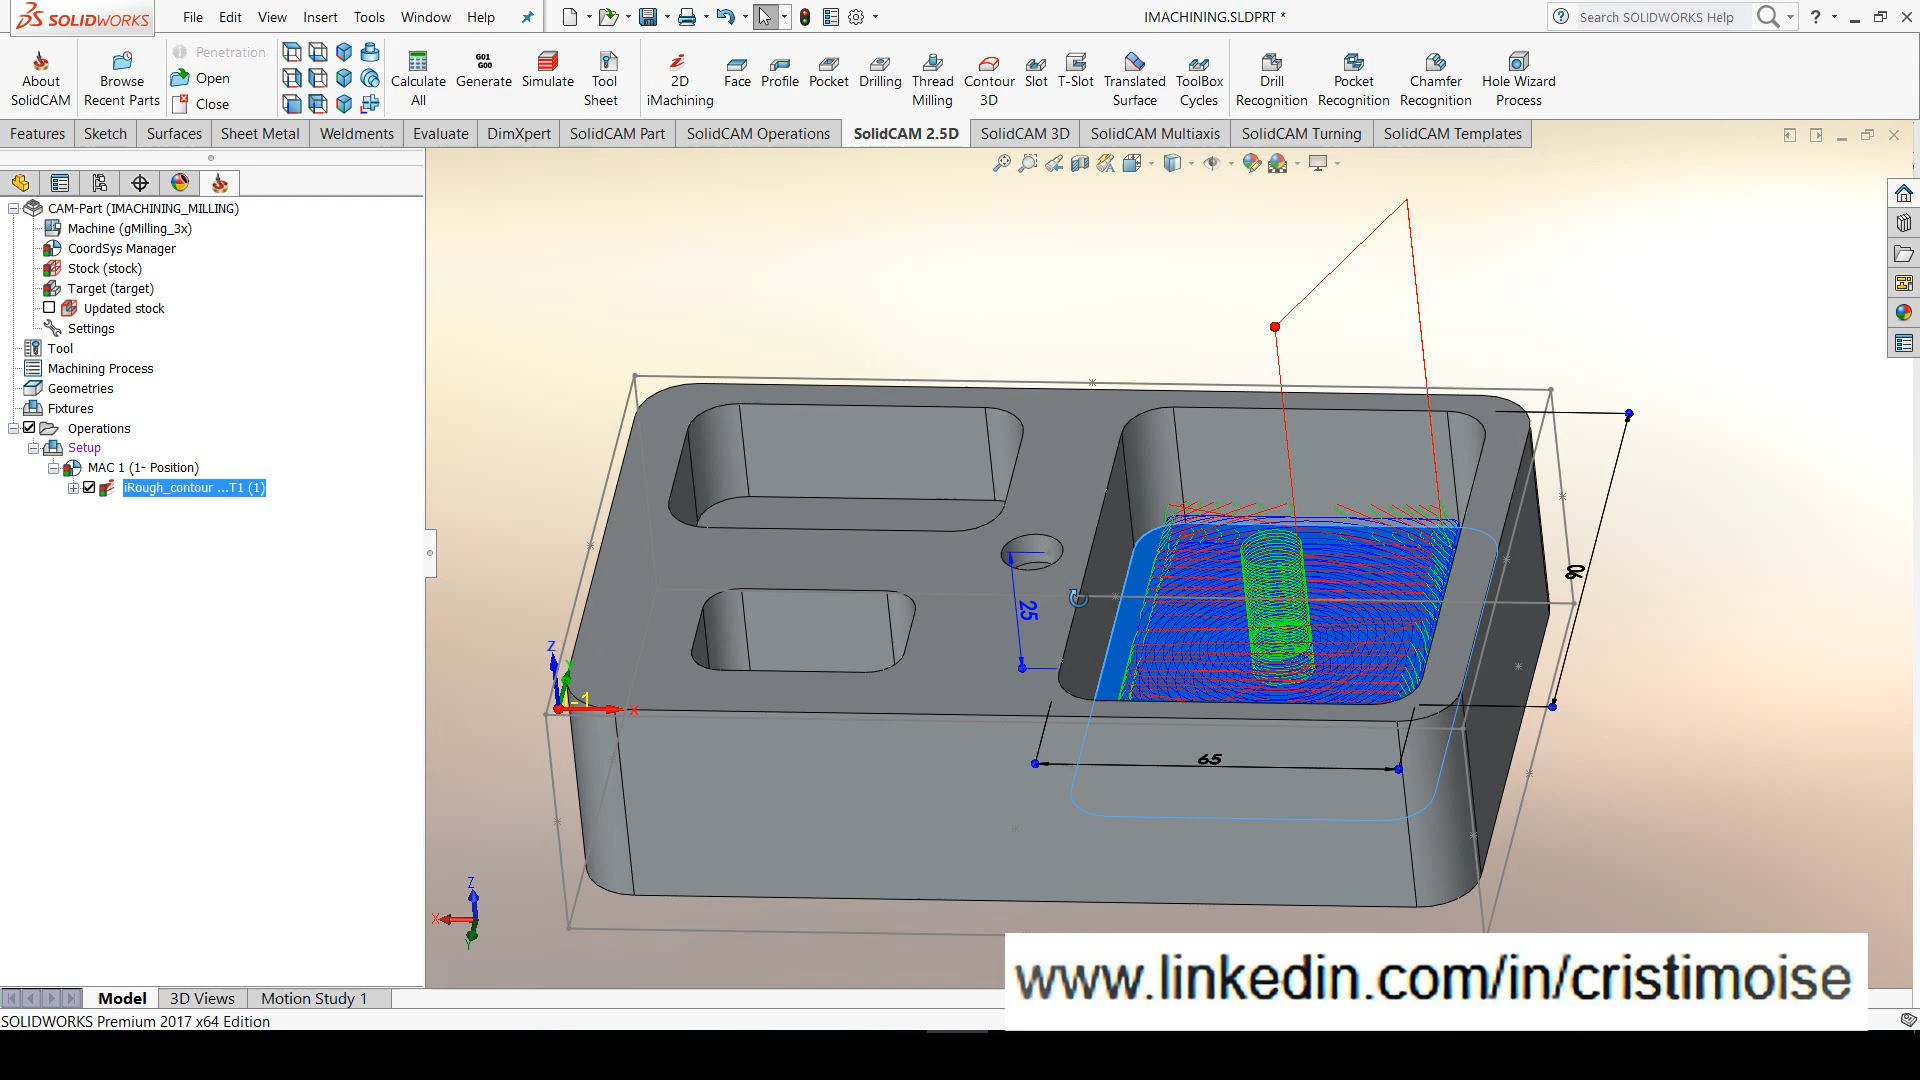 SOLIDWORKS
File Edit View Insert Tools Window Help
IMACHINING.SLDPRT *
Search SOLIDWORKS Help
About SolidCAM
Browse Recent Parts
Penetration
Open
Close
Calculate All
G01 G00
Generate
Simulate
Tool Sheet
2D iMachining
Face
Profile
Pocket
Drilling
Thread Milling
Contour 3D
Slot
T-Slot
Translated Surface
ToolBox Cycles
Drill Recognition
Pocket Recognition
Chamfer Recognition
Hole Wizard Process
Features Sketch Surfaces Sheet Metal Weldments Evaluate DimXpert SolidCAM Part SolidCAM Operations SolidCAM 2.5D SolidCAM 3D SolidCAM Multiaxis SolidCAM Turning SolidCAM Templates
CAM-Part (IMACHINING_MILLING)
Machine (gMilling_3x)
CoordSys Manager
Stock (stock)
Target (target)
Updated stock
Settings
Tool
Machining Process
Geometries
Fixtures
Operations
Setup
MAC 1 (1- Position)
iRough_contour ...T1 (1)
90
25
65
Z
Y
X
1-1
Z
X
Y
www.linkedin.com/in/cristimoise
Model 3D Views Motion Study 1
SOLIDWORKS Premium 2017 x64 Edition